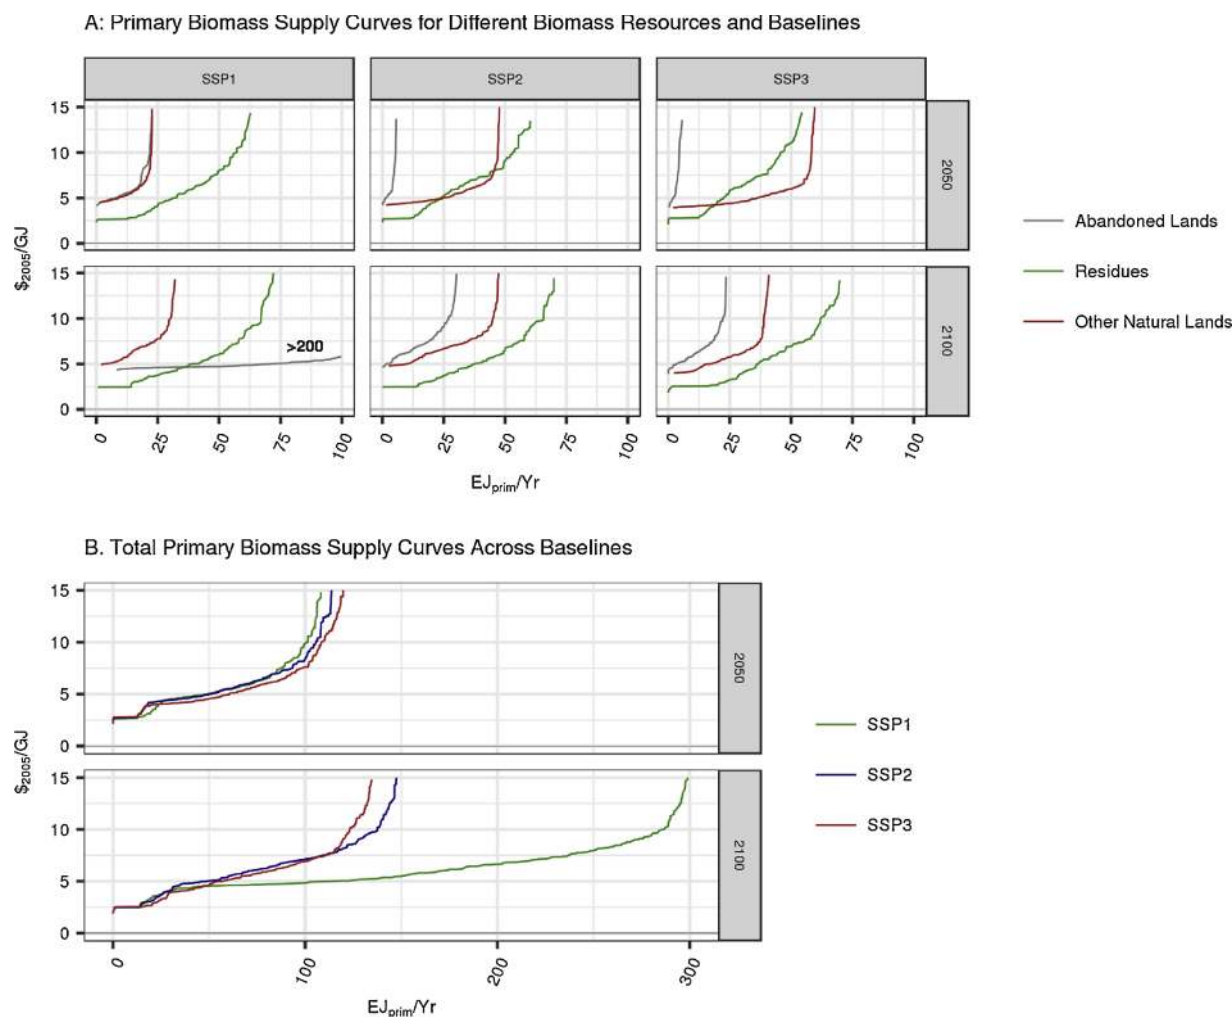 A: Primary Biomass Supply Curves for Different Biomass Resources and Baselines
SSP1 SSP2 SSP3
15
10
5
0
2050
15
10
5
0
>200
2100
0 25 50 75 100 0 25 50 75 100 0 25 50 75 100
$2005/GJ
EJprim/Yr
Abandoned Lands
Residues
Other Natural Lands
B. Total Primary Biomass Supply Curves Across Baselines
15
10
5
0
2050
15
10
5
0
2100
0 100 200 300
$2005/GJ
EJprim/Yr
SSP1
SSP2
SSP3